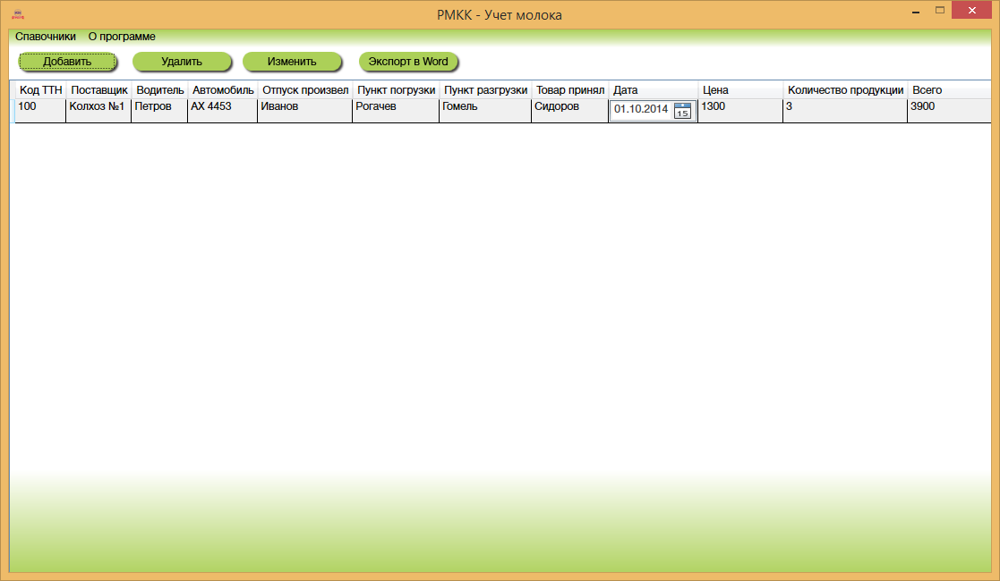 РМКК - Учет молока
Спавочники О программе
Добавить Удалить Изменить Экспорт в Word
Код ТТН Поставщик Водитель Автомобиль Отпуск произвел Пункт погрузки Пункт разгрузки Товар принял Дата Цена Количество продукции Всего
100 Колхоз №1 Петров АХ 4453 Иванов Рогачев Гомель Сидоров 01.10.2014 15 1300 3 3900